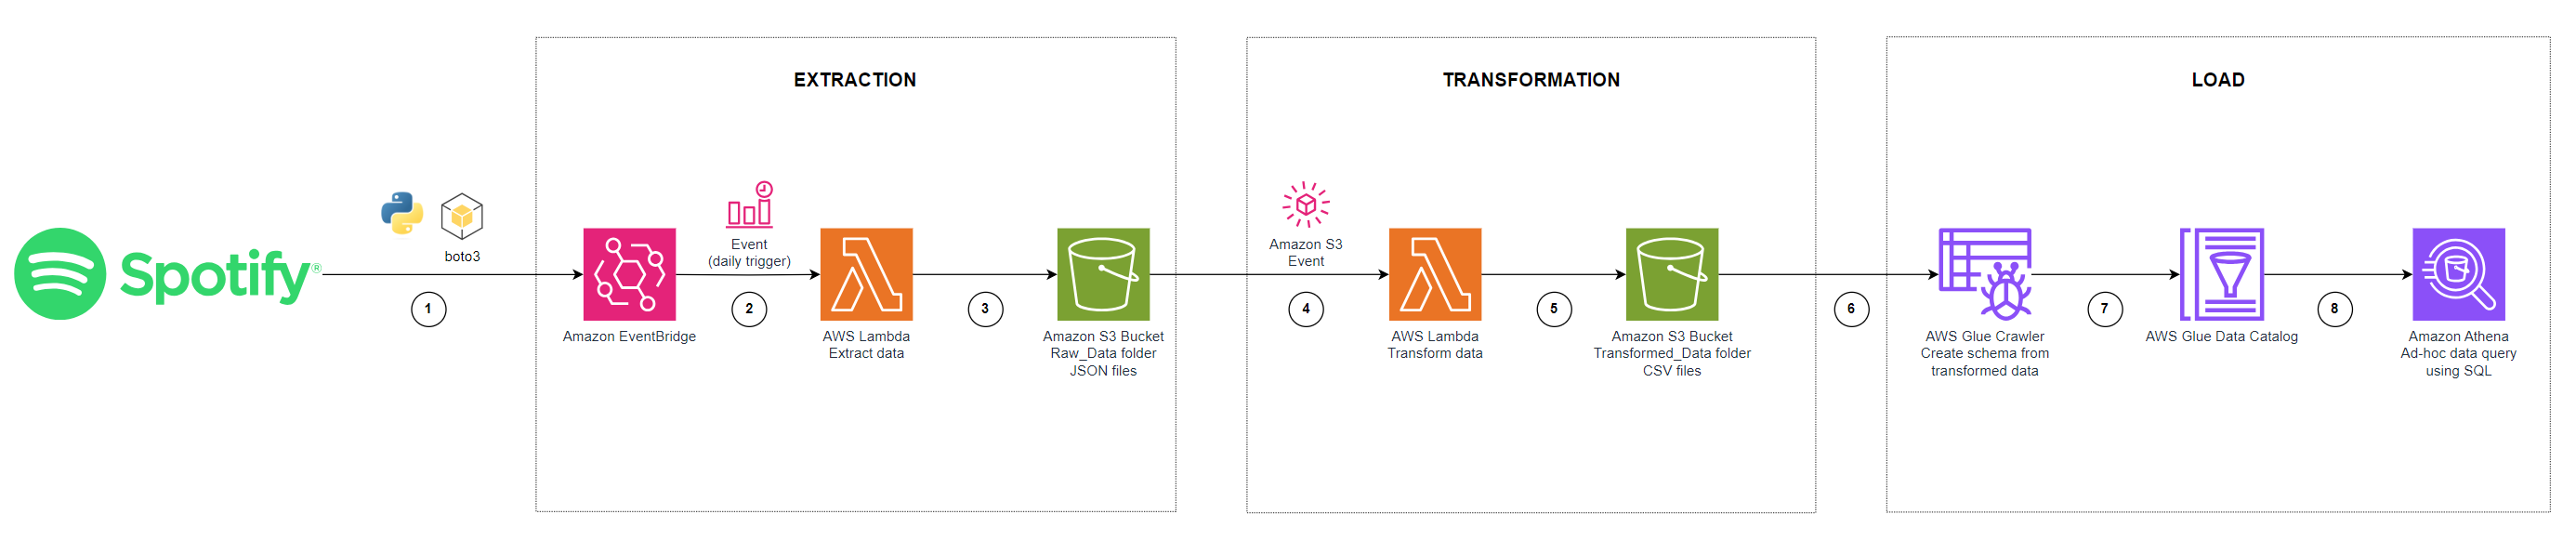 EXTRACTION
TRANSFORMATION
LOAD
Spotify®
boto3
1
Amazon EventBridge
Event
(daily trigger)
2
AWS Lambda
Extract data
3
Amazon S3 Bucket
Raw_Data folder
JSON files
Amazon S3
Event
4
AWS Lambda
Transform data
5
Amazon S3 Bucket
Transformed_Data folder
CSV files
6
AWS Glue Crawler
Create schema from
transformed data
7
AWS Glue Data Catalog
8
Amazon Athena
Ad-hoc data query
using SQL